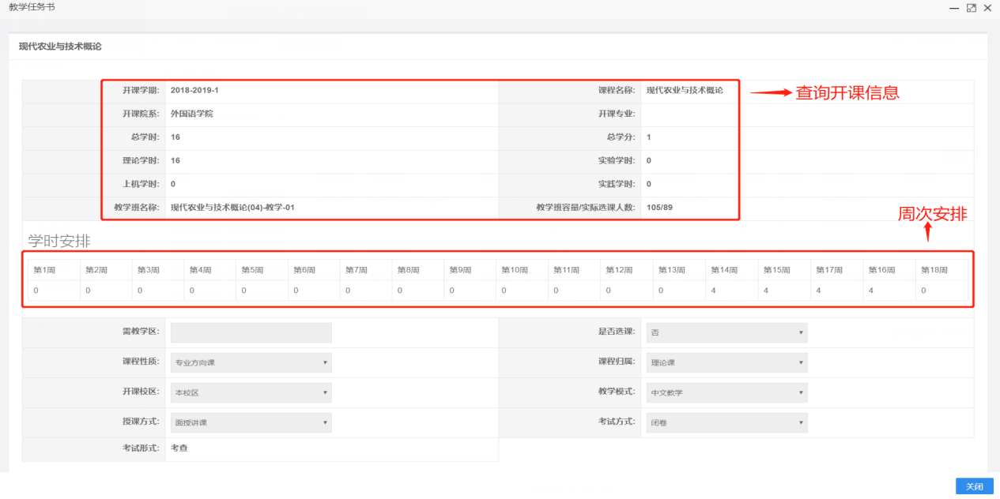 教学任务书
现代农业与技术概论
开课学期: 2018-2019-1 课程名称: 现代农业与技术概论
查询开课信息
开课院系: 外国语学院 开课专业:
总学时: 16 总学分: 1
理论学时: 16 实验学时: 0
上机学时: 0 实践学时: 0
教学班名称: 现代农业与技术概论(04)-教学-01 教学班容量/实际选课人数: 105/89
周次安排
学时安排
第1周 第2周 第3周 第4周 第5周 第6周 第7周 第8周 第9周 第10周 第11周 第12周 第13周 第14周 第15周 第17周 第16周 第18周
0 0 0 0 0 0 0 0 0 0 0 0 0 4 4 4 4 0
需教学区: 是否选课: 否
课程性质: 专业方向课 课程归属: 理论课
开课校区: 本校区 教学模式: 中文教学
授课方式: 面授讲课 考试方式: 闭卷
考试形式: 考查
关闭